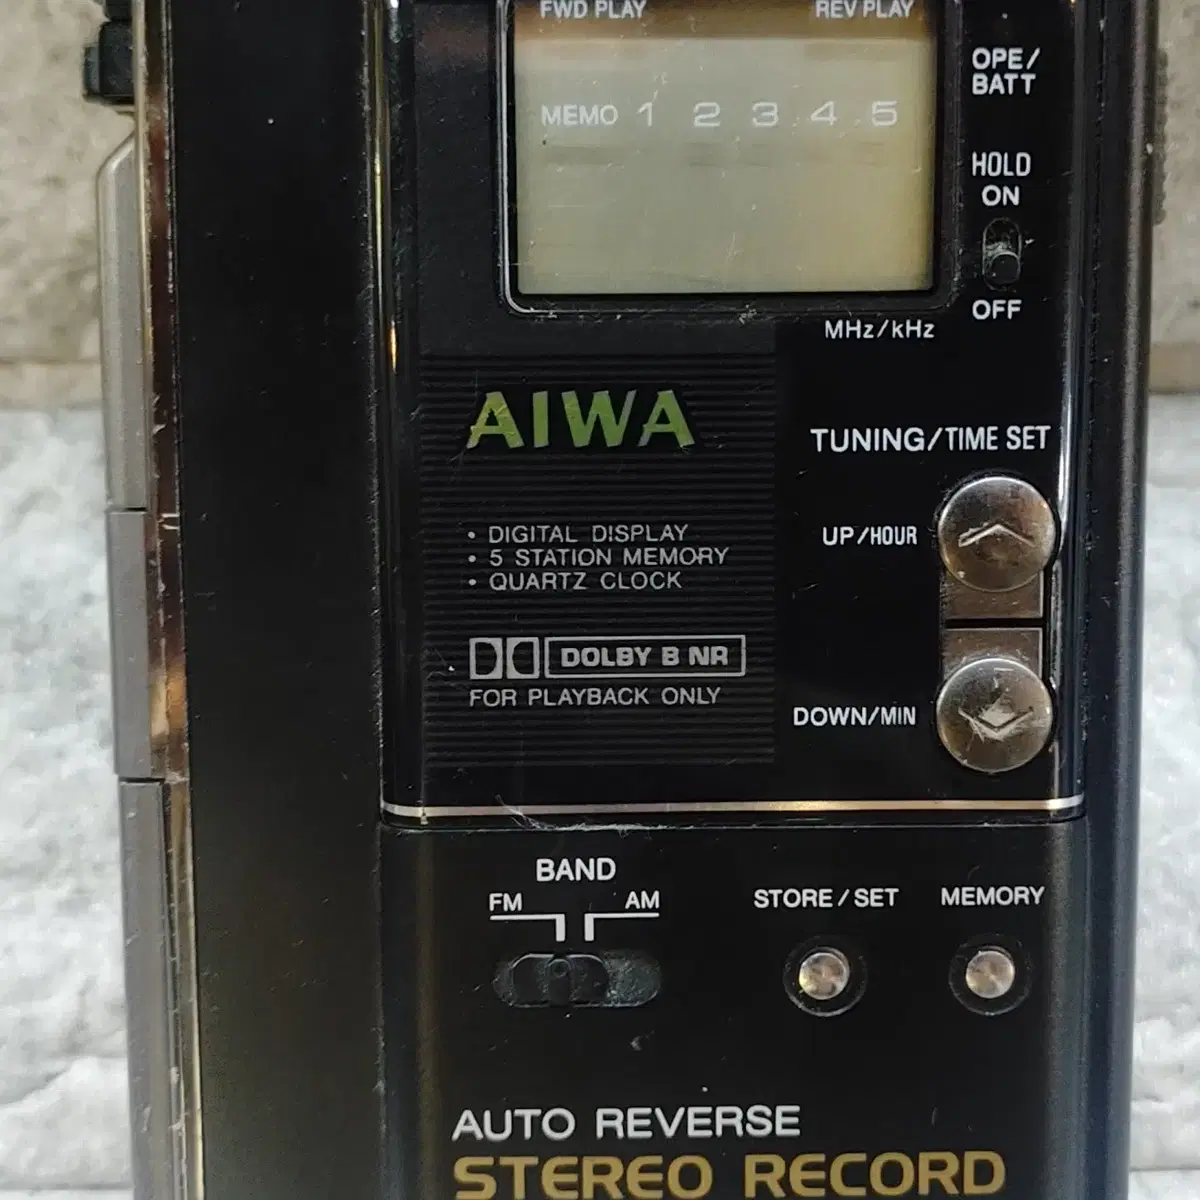 FWD PLAY REV PLAY
OPE/
BATT
MEMO 1 2 3 4 5
HOLD
ON
OFF
MHz/kHz
AIWA
TUNING/TIME SET
• DIGITAL DISPLAY
• 5 STATION MEMORY
• QUARTZ CLOCK
UP/HOUR
DOLBY B NR
FOR PLAYBACK ONLY
DOWN/MIN
BAND
FM AM
STORE/SET
MEMORY
AUTO REVERSE
STEREO RECORD